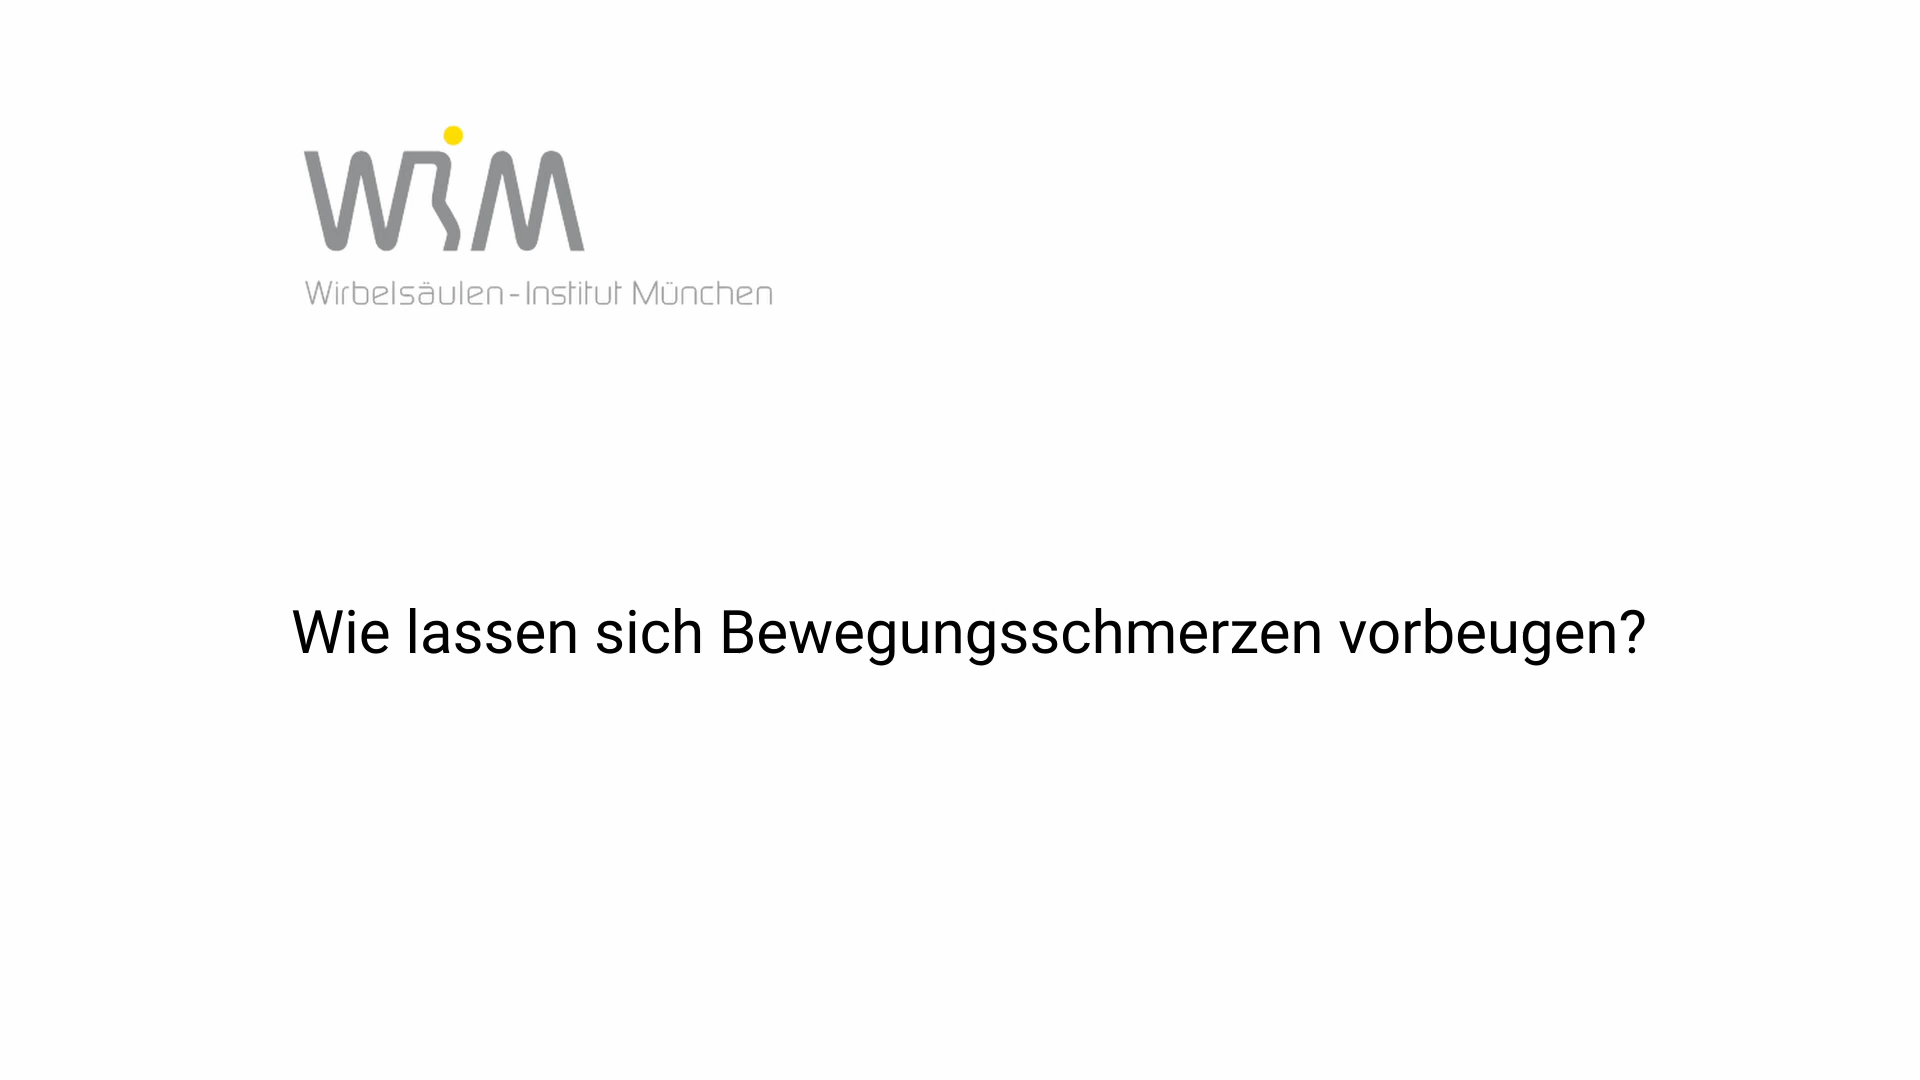 WiM
Wirbelsäulen-Institut München
Wie lassen sich Bewegungsschmerzen vorbeugen?